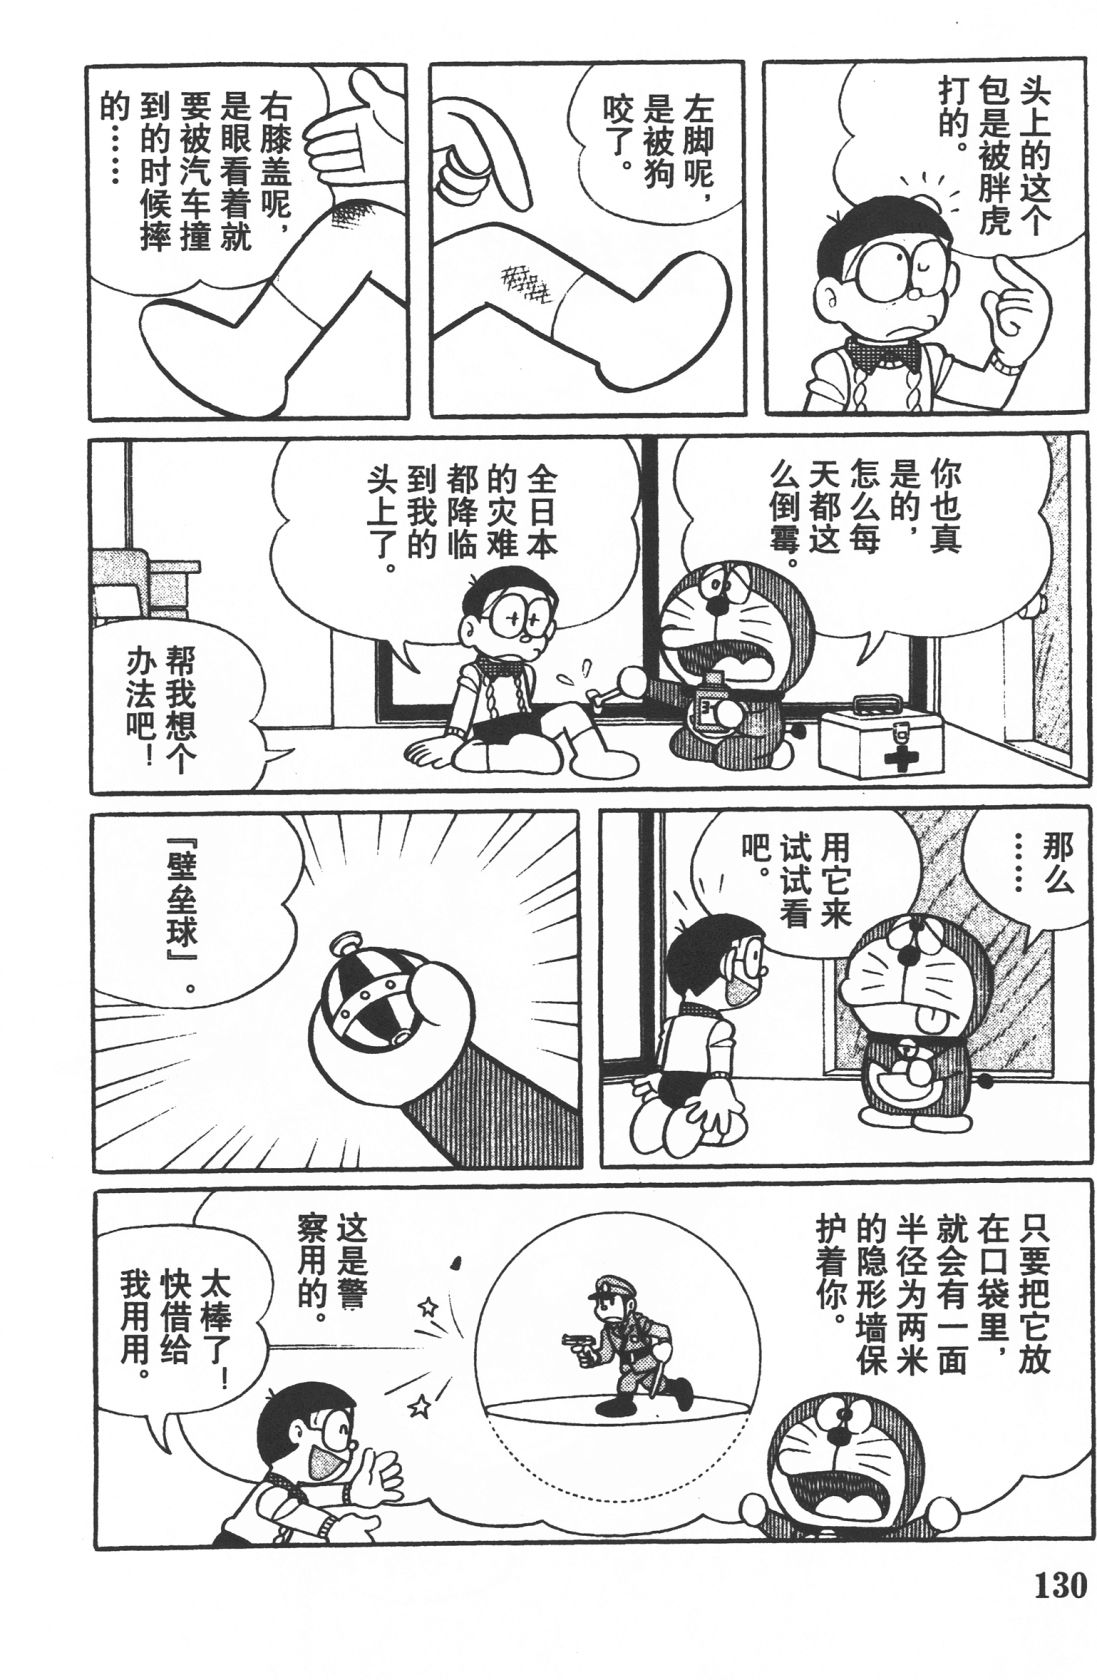 头上的这个
包是被胖虎
打的。
左脚呢，
是被狗
咬了。
右膝盖呢，
是眼看着就
要被汽车撞
到的时候摔
的……
你也真
是的，
怎么每
天都这
么倒霉。
全日本
的灾难
都降临
到我的
头上了。
帮我想个
办法吧！
那么
……
用它来
试试看
吧。
『壁垒球』。
只要把它放
在口袋里，
就会有一面
半径为两米
的隐形墙保
护着你。
这是警
察用的。
太棒了！
快借给
我用用。
130